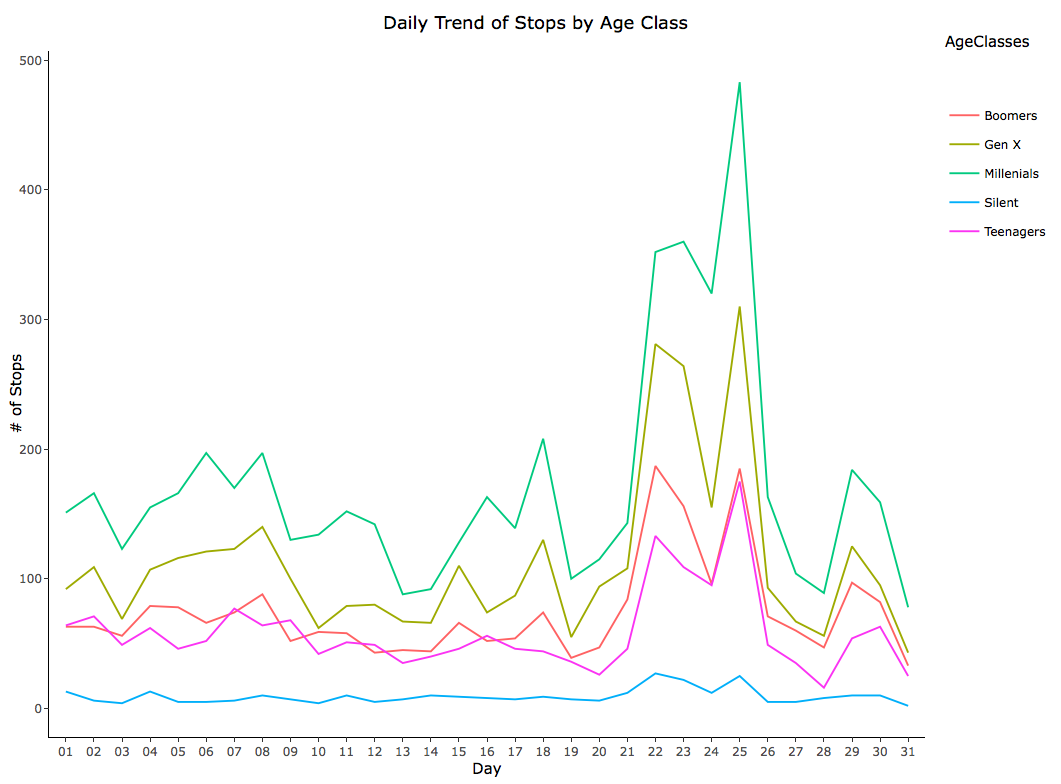 Daily Trend of Stops by Age Class
AgeClasses
Boomers
Gen X
Millenials
Silent
Teenagers
# of Stops
500
400
300
200
100
0
01 02 03 04 05 06 07 08 09 10 11 12 13 14 15 16 17 18 19 20 21 22 23 24 25 26 27 28 29 30 31
Day